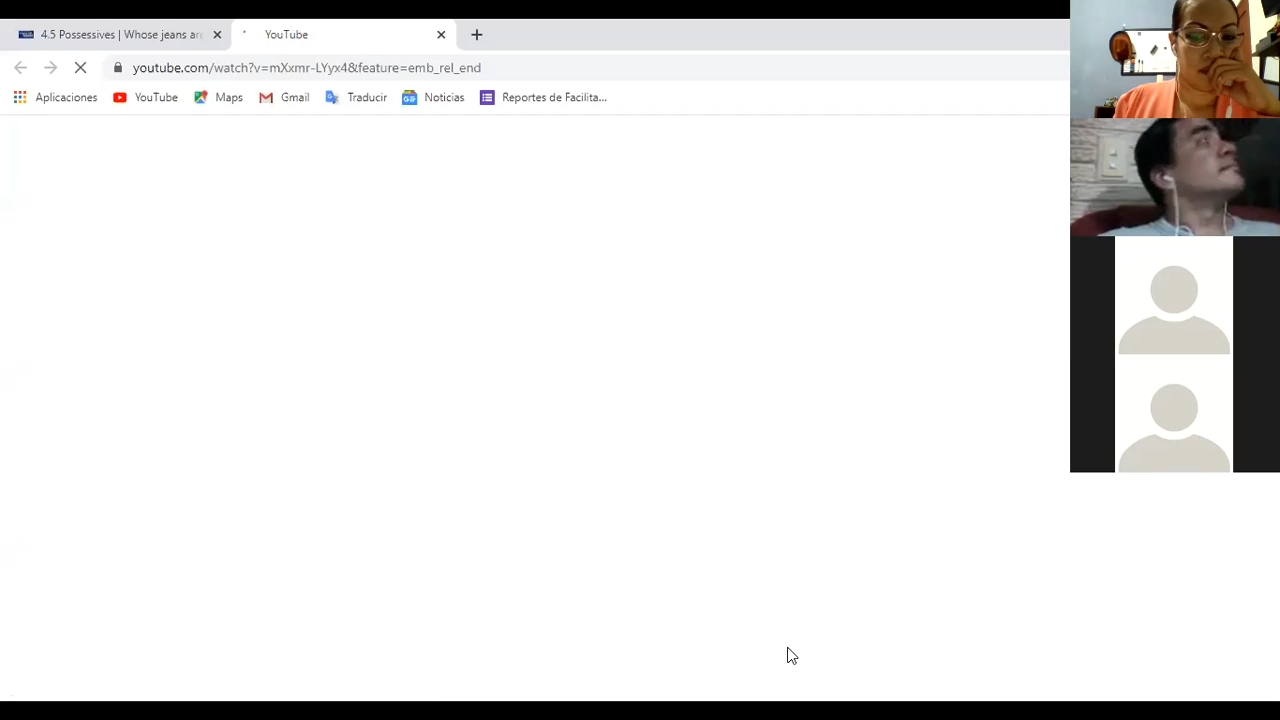 4.5 Possessives | Whose jeans are
YouTube
youtube.com/watch?v=mXxmr-LYyx4&feature=emb_rel_end
Aplicaciones YouTube Maps Gmail Traducir Noticias Reportes de Facilita...